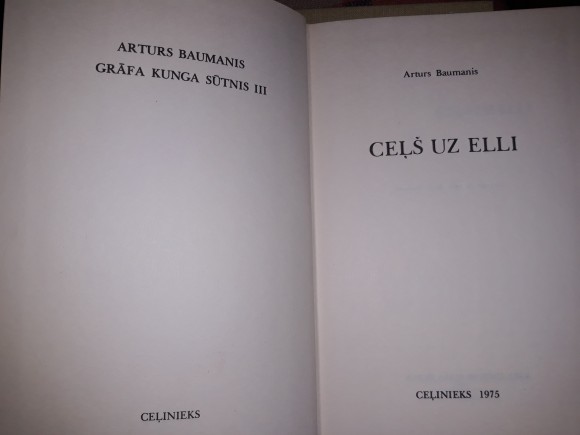 ARTURS BAUMANIS
GRĀFA KUNGA SŪTNIS III
CEĻINIEKS
Arturs Baumanis
CEĻŠ UZ ELLI
CEĻINIEKS 1975